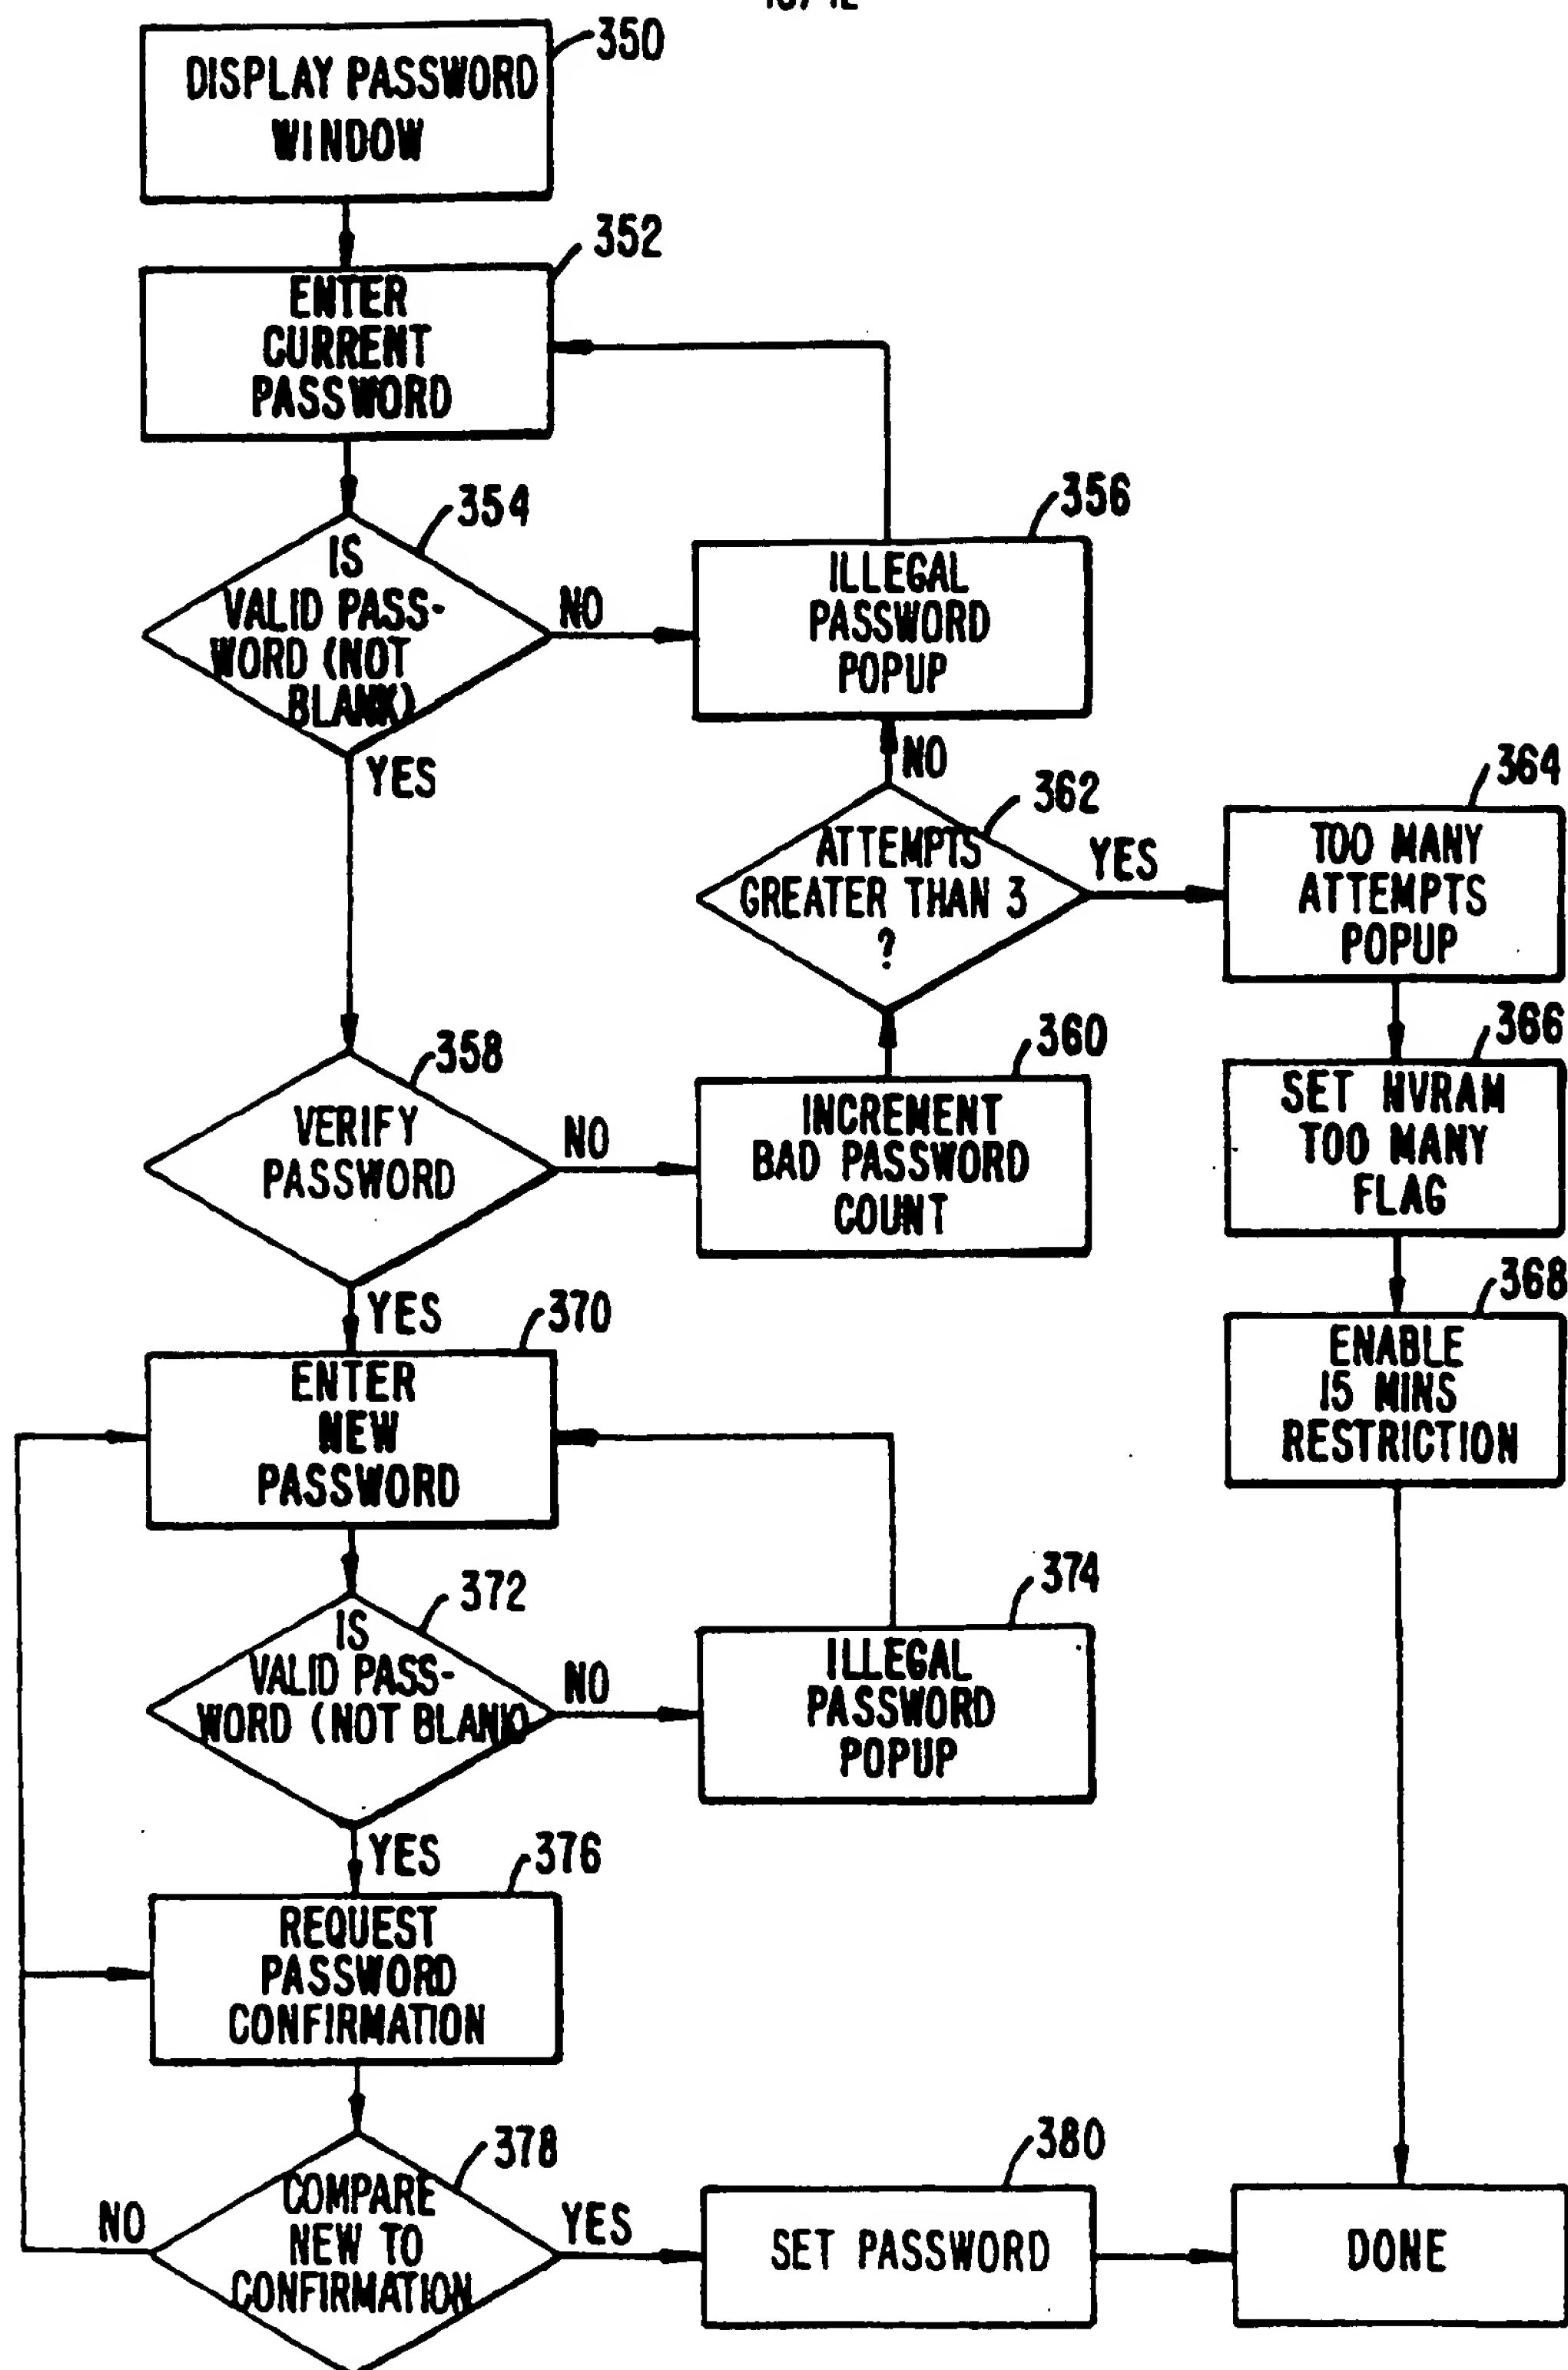 350
DISPLAY PASSWORD
WINDOW
352
ENTER
CURRENT
PASSWORD
354
IS
VALID PASS-
WORD (NOT
BLANK)
NO
YES
356
ILLEGAL
PASSWORD
POPUP
NO
362
ATTEMPTS
GREATER THAN 3
?
YES
364
TOO MANY
ATTEMPTS
POPUP
358
VERIFY
PASSWORD
NO
YES
360
INCREMENT
BAD PASSWORD
COUNT
366
SET NVRAM
TOO MANY
FLAG
368
ENABLE
15 MINS
RESTRICTION
370
ENTER
NEW
PASSWORD
372
IS
VALID PASS-
WORD (NOT BLANK)
NO
YES
374
ILLEGAL
PASSWORD
POPUP
376
REQUEST
PASSWORD
CONFIRMATION
378
COMPARE
NEW TO
CONFIRMATION
NO
YES
380
SET PASSWORD
DONE